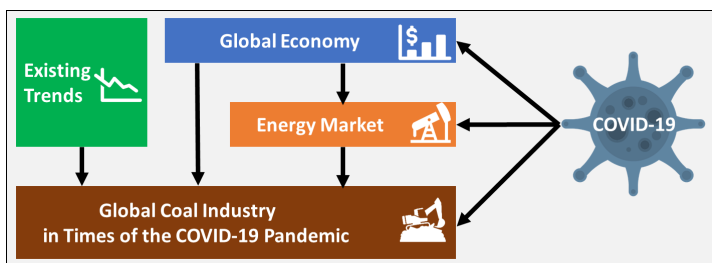 Existing
Trends
Global Economy
$
Energy Market
COVID-19
Global Coal Industry
in Times of the COVID-19 Pandemic